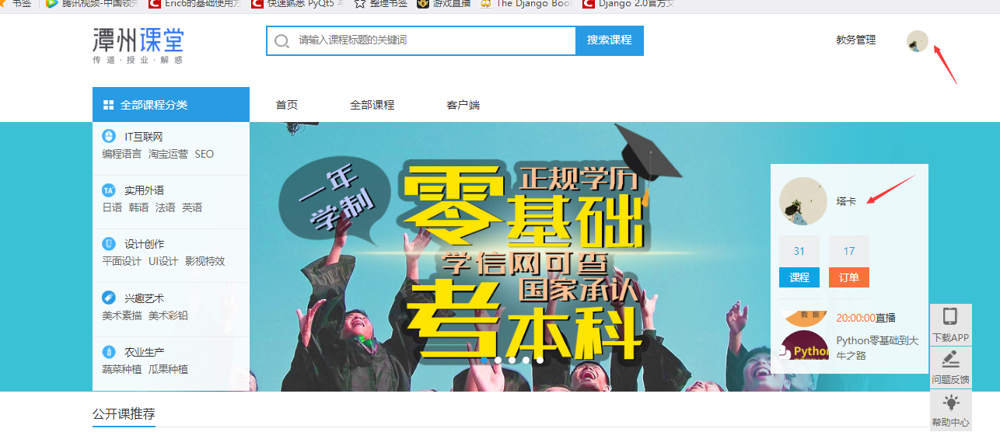 书签 腾讯视频-中国领先 Eric6的基础使用方 快速熟悉 PyQt5 与 整理书签 游戏直播 The Django Book Django 2.0官方文
潭州课堂
传 道 · 授 业 · 解 惑
请输入课程标题的关键词
搜索课程
教务管理
全部课程分类
首页
全部课程
客户端
IT互联网
编程语言 淘宝运营 SEO
TA 实用外语
日语 韩语 法语 英语
设计创作
平面设计 UI设计 影视特效
兴趣艺术
美术素描 美术彩铅
农业生产
蔬菜种植 瓜果种植
一年
学制
零基础
正规学历
学信网可查
国家承认
考本科
塔卡
31 17
课程 订单
数 据
Python
20:00:00直播
Python零基础到大
牛之路
下载APP
问题反馈
帮助中心
公开课推荐